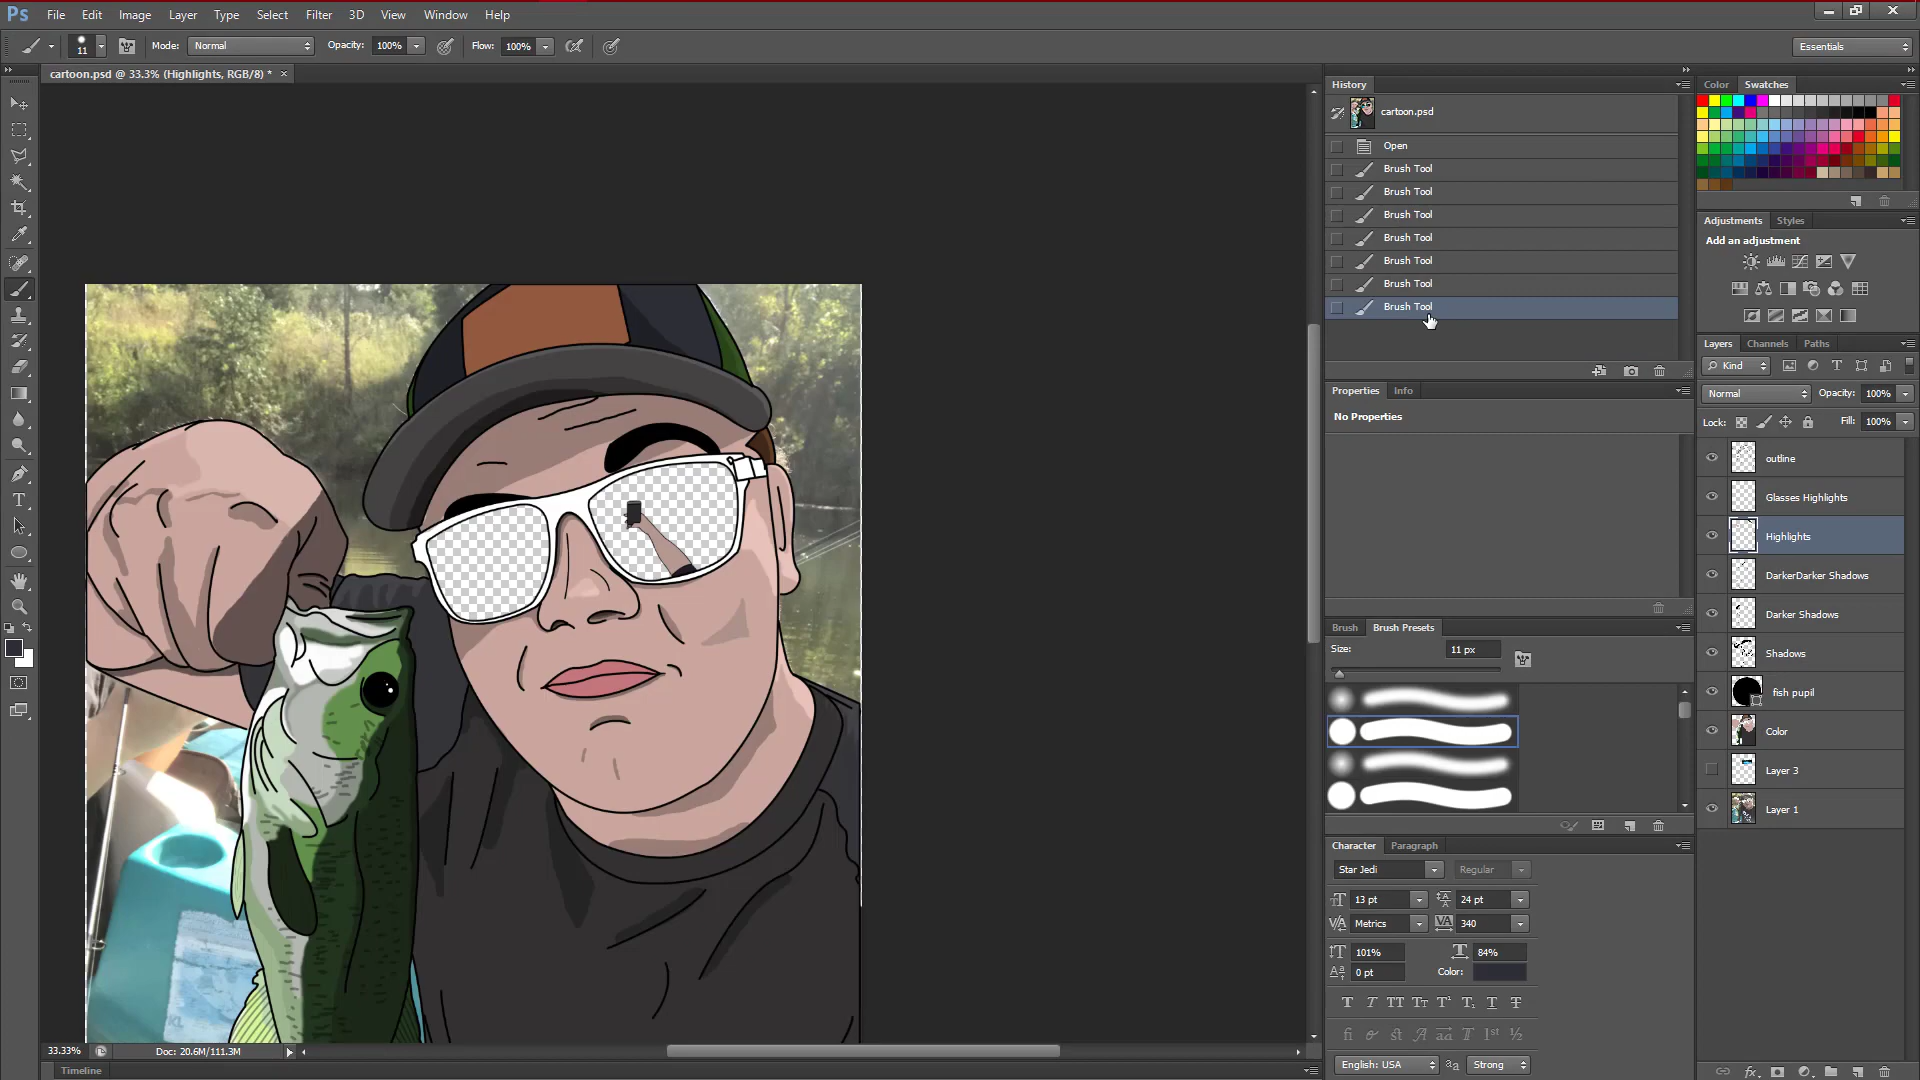 Ps File Edit Image Layer Type Select Filter 3D View Window Help
11 Mode: Normal Opacity: 100% Flow: 100% Essentials
cartoon.psd @ 33.3% (Highlights, RGB/8) * ×
History
cartoon.psd
Open
Brush Tool
Brush Tool
Brush Tool
Brush Tool
Brush Tool
Brush Tool
Brush Tool
Properties Info
No Properties
Brush Brush Presets
Size: 11 px
Character Paragraph
Star Jedi Regular
13 pt 24 pt
Metrics 340
101% 84%
0 pt Color:
English: USA Strong
Color Swatches
Adjustments Styles
Add an adjustment
Layers Channels Paths
Kind
Normal Opacity: 100%
Lock: Fill: 100%
outline
Glasses Highlights
Highlights
DarkerDarker Shadows
Darker Shadows
Shadows
fish pupil
Color
Layer 3
Layer 1
33.33% Doc: 20.6M/111.3M
Timeline